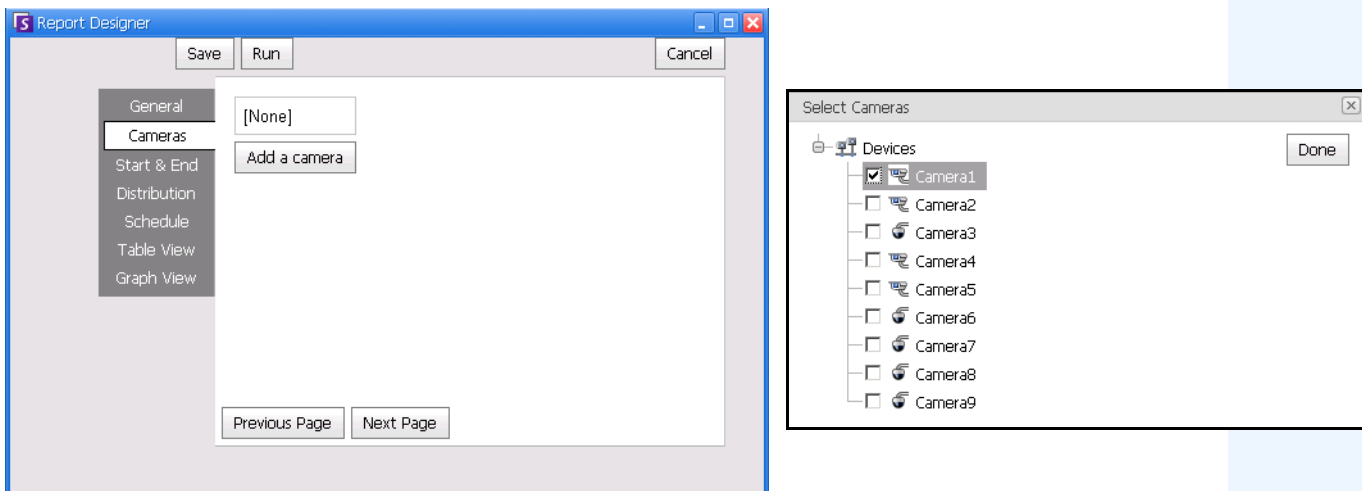 Report Designer
Save Run Cancel
General
Cameras
Start & End
Distribution
Schedule
Table View
Graph View
[None]
Add a camera
Previous Page Next Page
Select Cameras
Devices
Done
Camera1
Camera2
Camera3
Camera4
Camera5
Camera6
Camera7
Camera8
Camera9